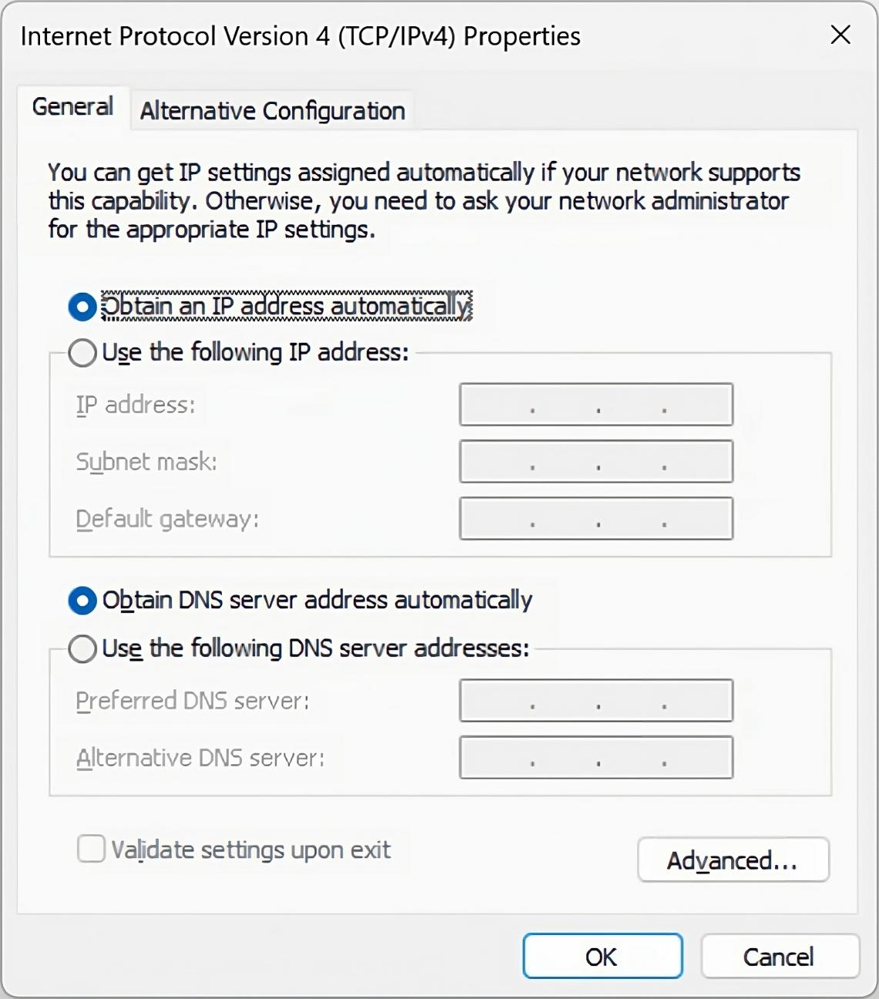 Internet Protocol Version 4 (TCP/IPv4) Properties
General
Alternative Configuration
You can get IP settings assigned automatically if your network supports
this capability. Otherwise, you need to ask your network administrator
for the appropriate IP settings.
Obtain an IP address automatically
Use the following IP address:
IP address:
Subnet mask:
Default gateway:
Obtain DNS server address automatically
Use the following DNS server addresses:
Preferred DNS server:
Alternative DNS server:
Validate settings upon exit
Advanced...
OK
Cancel